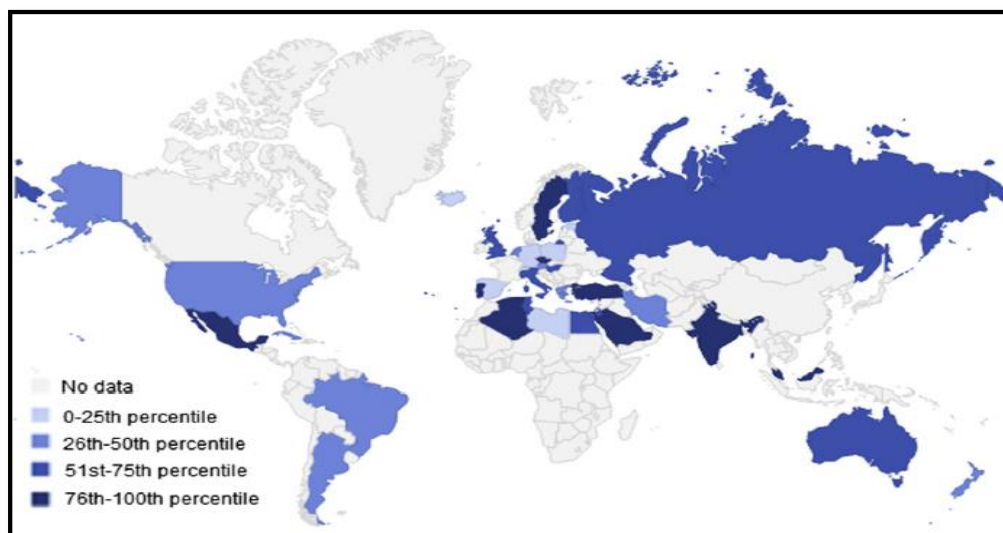 No data
0-25th percentile
26th-50th percentile
51st-75th percentile
76th-100th percentile